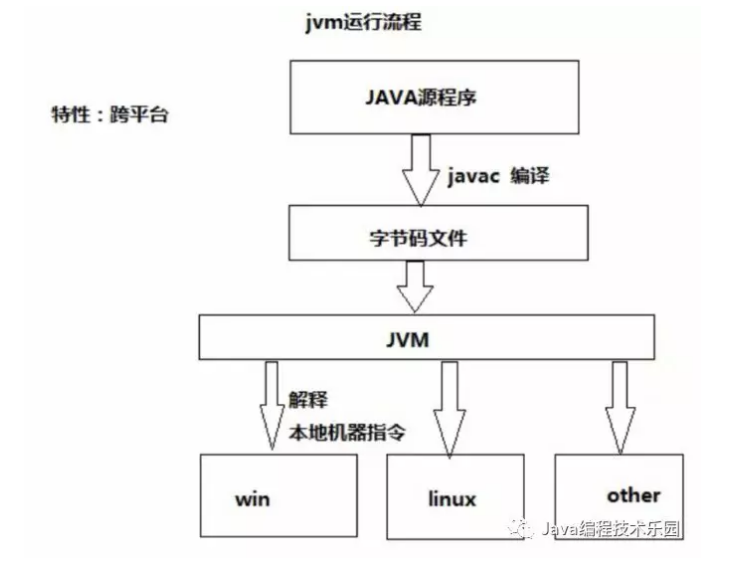 jvm运行流程
JAVA源程序
特性：跨平台
javac 编译
字节码文件
JVM
解释
本地机器指令
win
linux
other
Java编程技术乐园